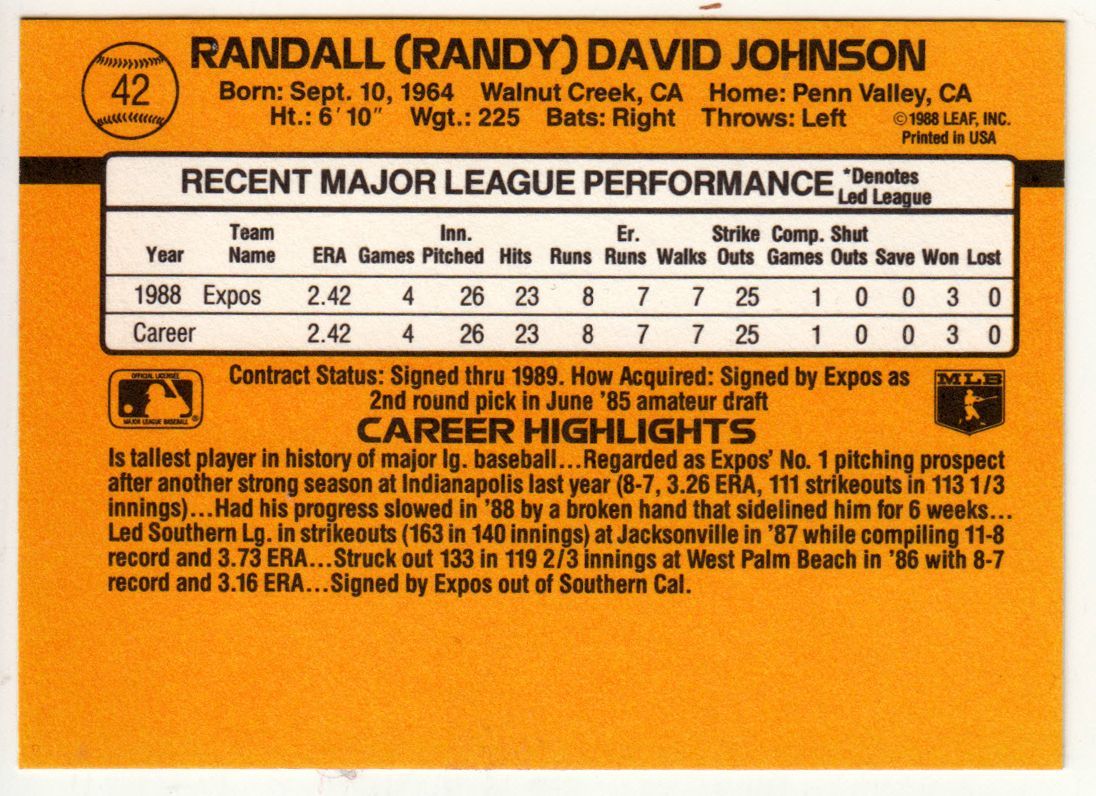 42
RANDALL (RANDY) DAVID JOHNSON
Born: Sept. 10, 1964 Walnut Creek, CA Home: Penn Valley, CA
Ht.: 6' 10" Wgt.: 225 Bats: Right Throws: Left
©1988 LEAF, INC.
Printed in USA
RECENT MAJOR LEAGUE PERFORMANCE *Denotes
Led League
Team Inn. Er. Strike Comp. Shut
Year Name ERA Games Pitched Hits Runs Runs Walks Outs Games Outs Save Won Lost
1988 Expos 2.42 4 26 23 8 7 7 25 1 0 0 3 0
Career 2.42 4 26 23 8 7 7 25 1 0 0 3 0
OFFICIAL LICENSEE
MAJOR LEAGUE BASEBALL
Contract Status: Signed thru 1989. How Acquired: Signed by Expos as
2nd round pick in June '85 amateur draft
MLB
CAREER HIGHLIGHTS
Is tallest player in history of major lg. baseball...Regarded as Expos' No. 1 pitching prospect
after another strong season at Indianapolis last year (8-7, 3.26 ERA, 111 strikeouts in 113 1/3
innings)...Had his progress slowed in '88 by a broken hand that sidelined him for 6 weeks...
Led Southern Lg. in strikeouts (163 in 140 innings) at Jacksonville in '87 while compiling 11-8
record and 3.73 ERA...Struck out 133 in 119 2/3 innings at West Palm Beach in '86 with 8-7
record and 3.16 ERA...Signed by Expos out of Southern Cal.